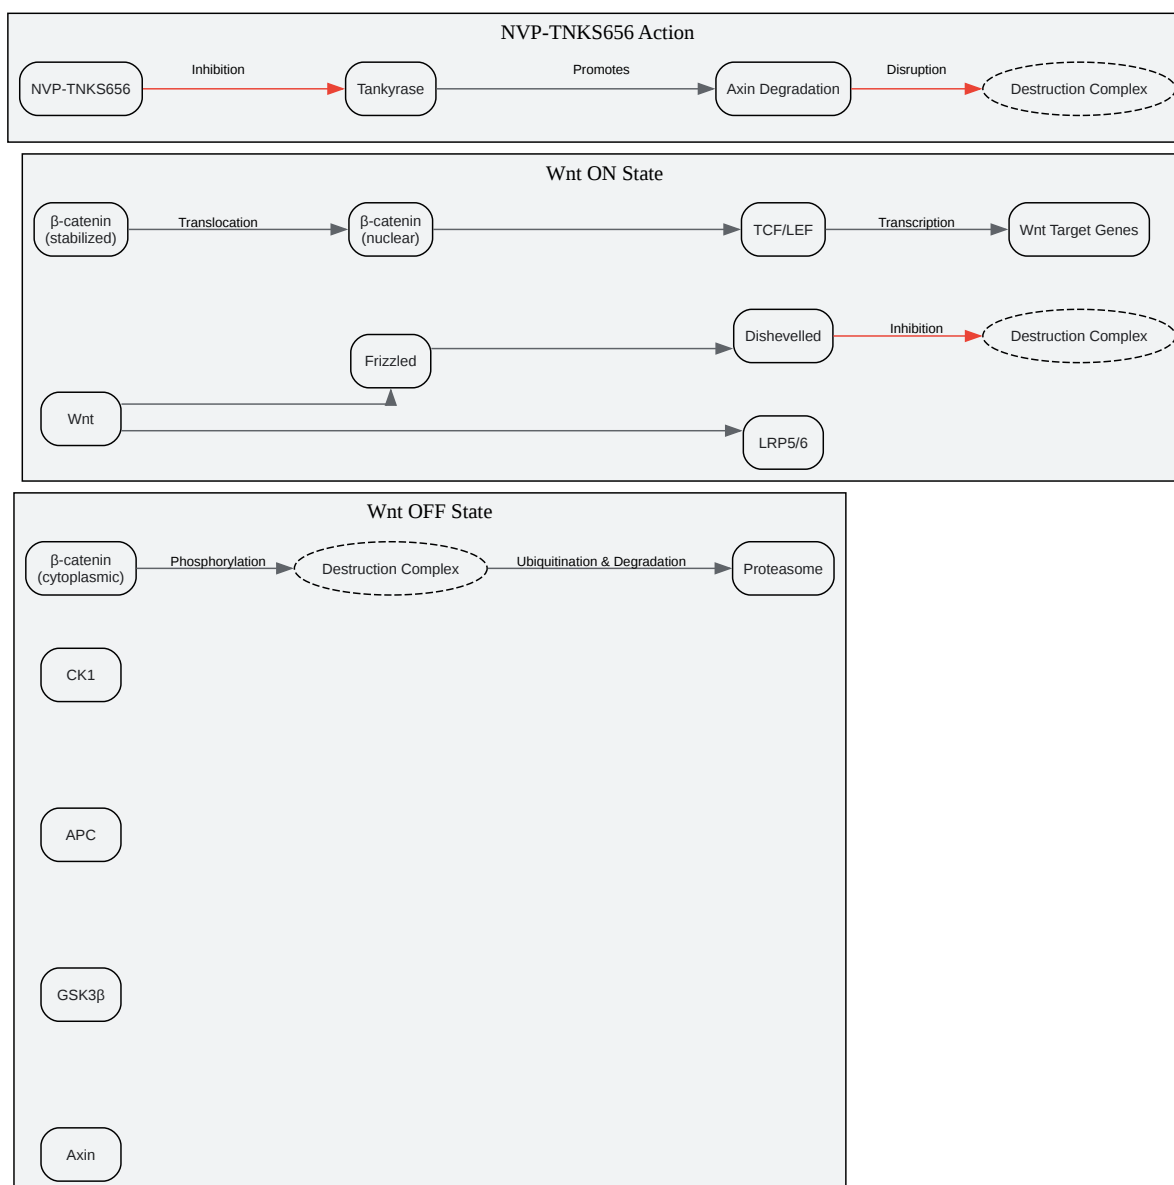 NVP-TNKS656 Action
NVP-TNKS656
Inhibition
Tankyrase
Promotes
Axin Degradation
Disruption
Destruction Complex
Wnt ON State
β-catenin
(stabilized)
Translocation
β-catenin
(nuclear)
TCF/LEF
Transcription
Wnt Target Genes
Wnt
Frizzled
Dishevelled
Inhibition
Destruction Complex
LRP5/6
Wnt OFF State
β-catenin
(cytoplasmic)
Phosphorylation
Destruction Complex
Ubiquitination & Degradation
Proteasome
CK1
APC
GSK3β
Axin